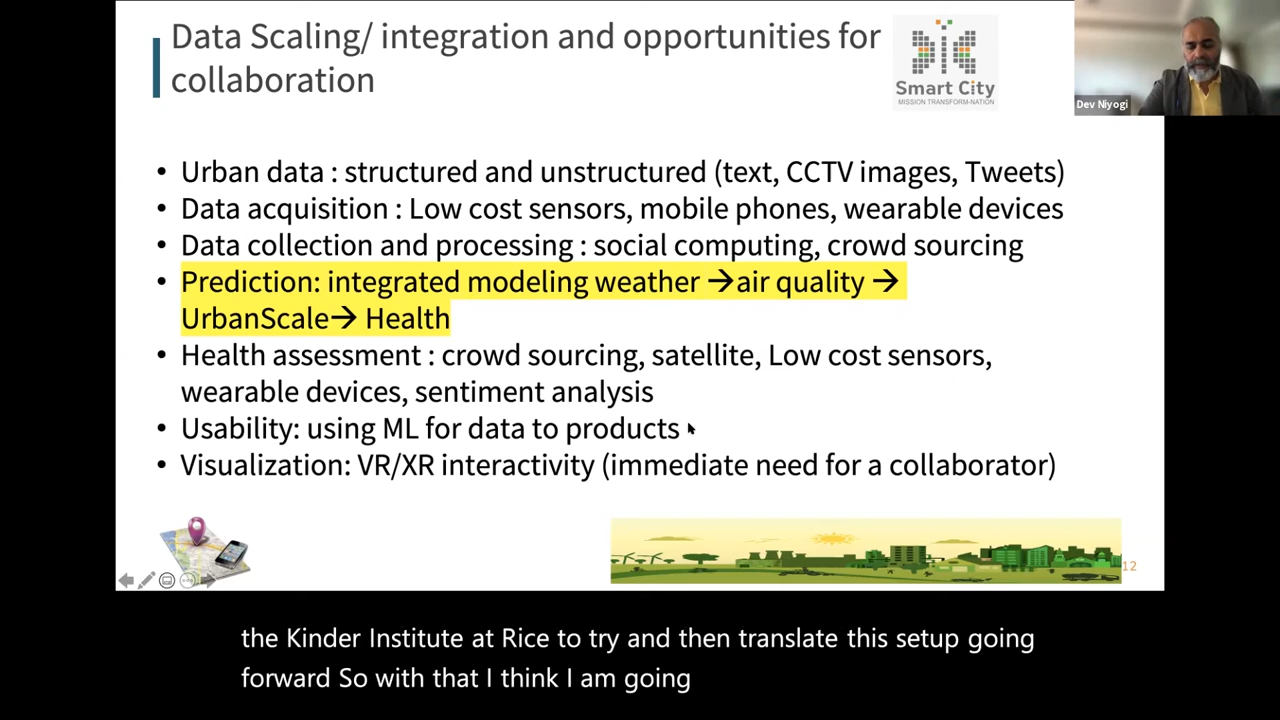 Data Scaling/ integration and opportunities for
collaboration
Smart City
MISSION TRANSFORM-NATION
Dev Niyogi
• Urban data : structured and unstructured (text, CCTV images, Tweets)
• Data acquisition : Low cost sensors, mobile phones, wearable devices
• Data collection and processing : social computing, crowd sourcing
• Prediction: integrated modeling weather →air quality →
UrbanScale→ Health
• Health assessment : crowd sourcing, satellite, Low cost sensors,
wearable devices, sentiment analysis
• Usability: using ML for data to products
• Visualization: VR/XR interactivity (immediate need for a collaborator)
12
the Kinder Institute at Rice to try and then translate this setup going
forward So with that I think I am going